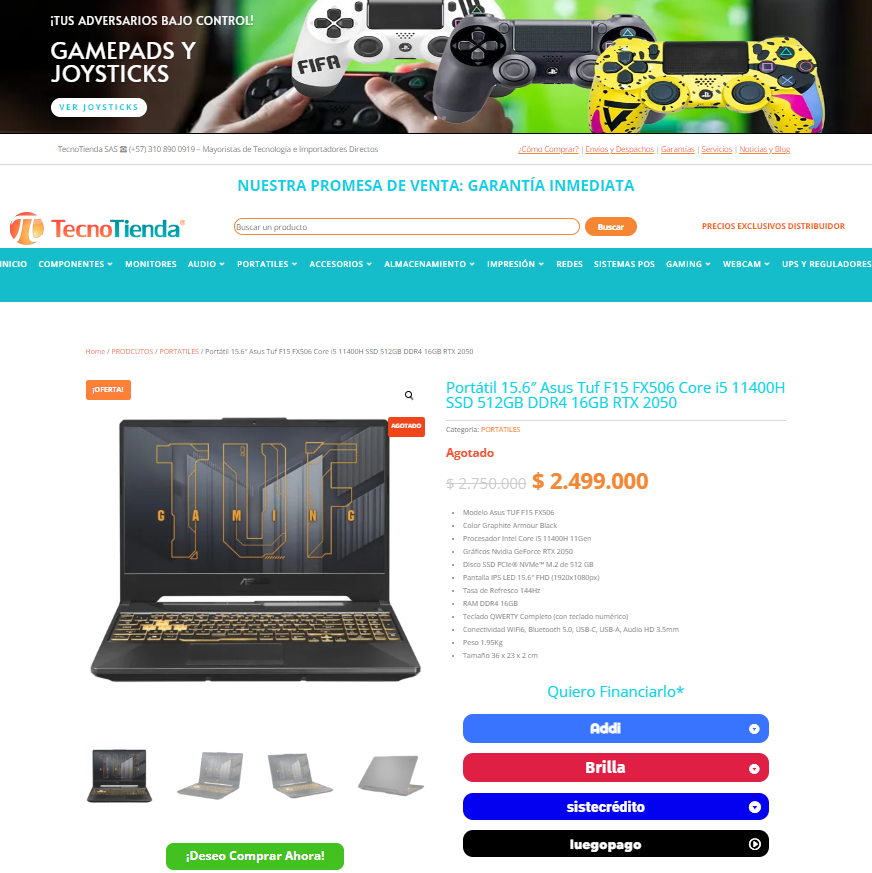 ¡TUS ADVERSARIOS BAJO CONTROL!
GAMEPADS Y
JOYSTICKS
FIFA
VER JOYSTICKS
TecnoTienda SAS ☎ (+57) 310 890 0919 – Mayoristas de Tecnología e Importadores Directos
¿Cómo Comprar? | Envios y Despachos | Garantías | Servicios | Noticias y Blog
NUESTRA PROMESA DE VENTA: GARANTÍA INMEDIATA
TecnoTienda®
Buscar un producto
Buscar
PRECIOS EXCLUSIVOS DISTRIBUIDOR
INICIO COMPONENTES MONITORES AUDIO PORTATILES ACCESORIOS ALMACENAMIENTO IMPRESIÓN REDES SISTEMAS POS GAMING WEBCAM UPS Y REGULADORES
Home / PRODCUTOS / PORTATILES / Portátil 15.6″ Asus Tuf F15 FX506 Core i5 11400H SSD 512GB DDR4 16GB RTX 2050
¡OFERTA!
AGOTADO
TUF
GAMING
ASUS
Portátil 15.6″ Asus Tuf F15 FX506 Core i5 11400H
SSD 512GB DDR4 16GB RTX 2050
Categoría: PORTATILES
Agotado
$ 2.750.000 $ 2.499.000
Modelo Asus TUF F15 FX506
Color Graphite Armour Black
Procesador Intel Core i5 11400H 11Gen
Gráficos Nvidia GeForce RTX 2050
Disco SSD PCIe® NVMe™ M.2 de 512 GB
Pantalla IPS LED 15.6″ FHD (1920x1080px)
Tasa de Refresco 144Hz
RAM DDR4 16GB
Teclado QWERTY Completo (con teclado numérico)
Conectividad WiFi6, Bluetooth 5.0, USB-C, USB-A, Audio HD 3.5mm
Peso 1.95Kg
Tamaño 36 x 23 x 2 cm
Quiero Financiarlo*
Addi
Brilla
sistecrédito
luegopago
¡Deseo Comprar Ahora!